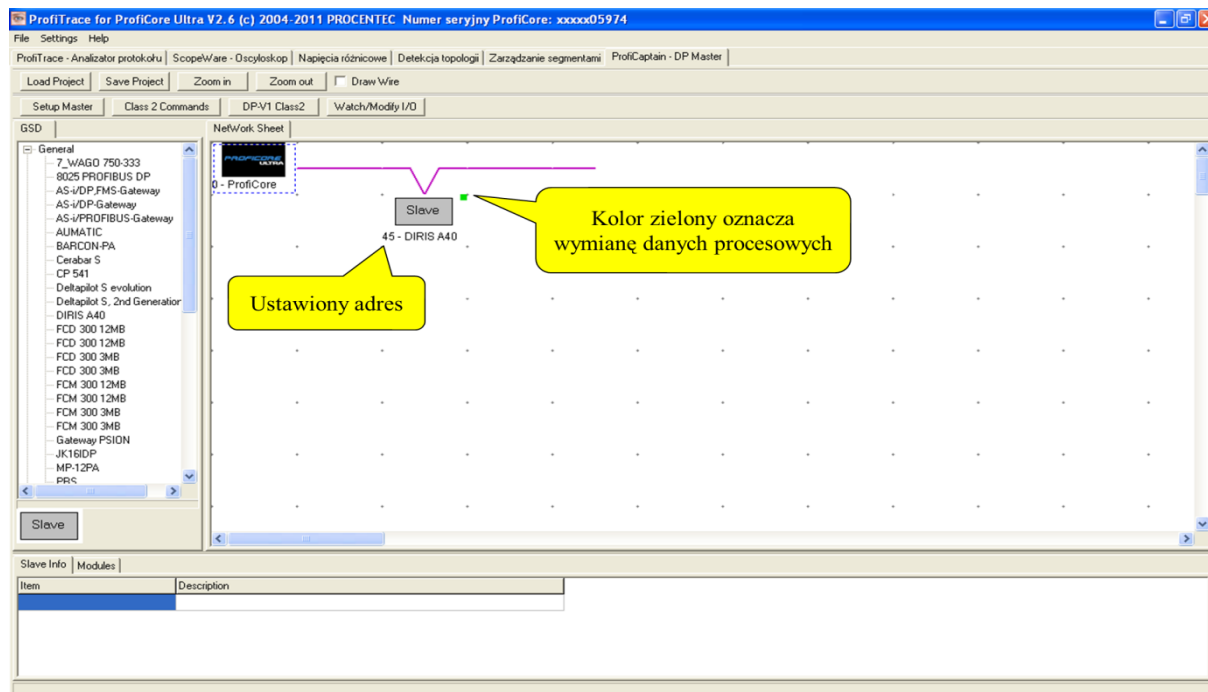 ProfiTrace for ProfiCore Ultra V2.6 (c) 2004-2011 PROCENTEC Numer seryjny ProfiCore: xxxxx05974
File Settings Help
ProfiTrace - Analizator protokołu ScopeWare - Oscyloskop Napięcia różnicowe Detekcja topologii Zarządzanie segmentami ProfiCaptain - DP Master
Load Project Save Project Zoom in Zoom out Draw Wire
Setup Master Class 2 Commands DP-V1 Class2 Watch/Modify I/O
GSD
General
7_WAGO 750-333
8025 PROFIBUS DP
AS-i/DP,FMS-Gateway
AS-i/DP-Gateway
AS-i/PROFIBUS-Gateway
AUMATIC
BARCON-PA
Cerabar S
CP 541
Deltapilot S evolution
Deltapilot S, 2nd Generation
DIRIS A40
FCD 300 12MB
FCD 300 12MB
FCD 300 3MB
FCD 300 3MB
FCM 300 12MB
FCM 300 12MB
FCM 300 3MB
FCM 300 3MB
Gateway PSION
JK16IDP
MP-12PA
PBS
Slave
NetWork Sheet
PROFICORE
ULTRA
0 - ProfiCore
Slave
45 - DIRIS A40
Kolor zielony oznacza
wymianę danych procesowych
Ustawiony adres
Slave Info Modules
Item Description